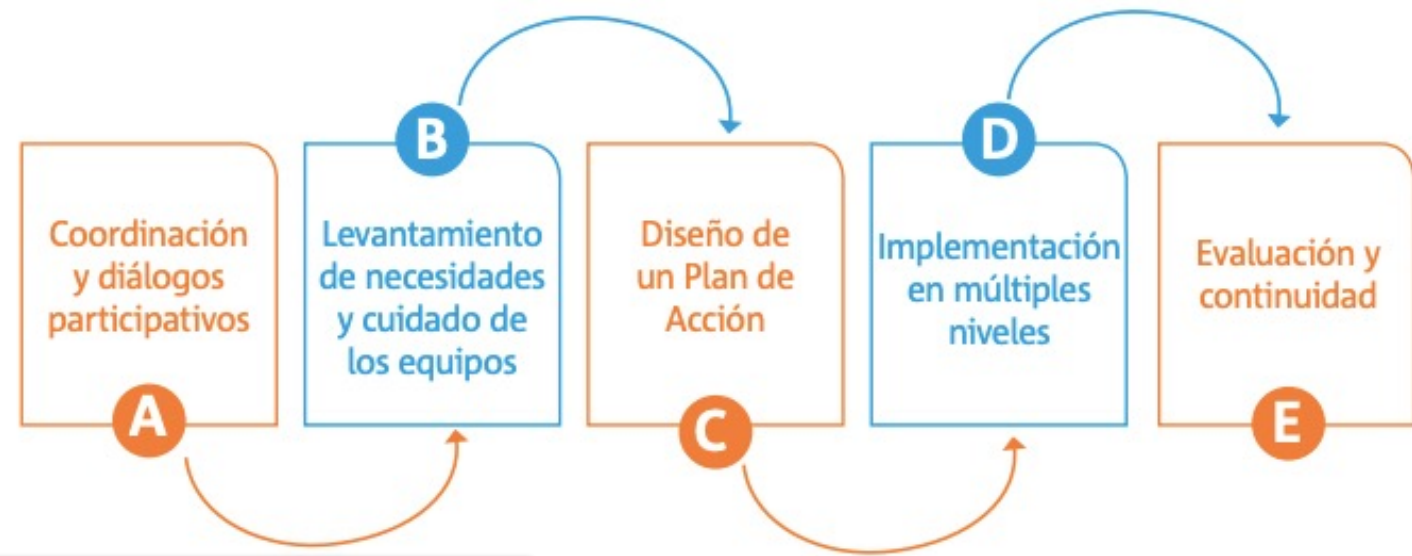 A
Coordinación
y diálogos
participativos
B
Levantamiento
de necesidades
y cuidado de
los equipos
C
Diseño de
un Plan de
Acción
D
Implementación
en múltiples
niveles
E
Evaluación y
continuidad